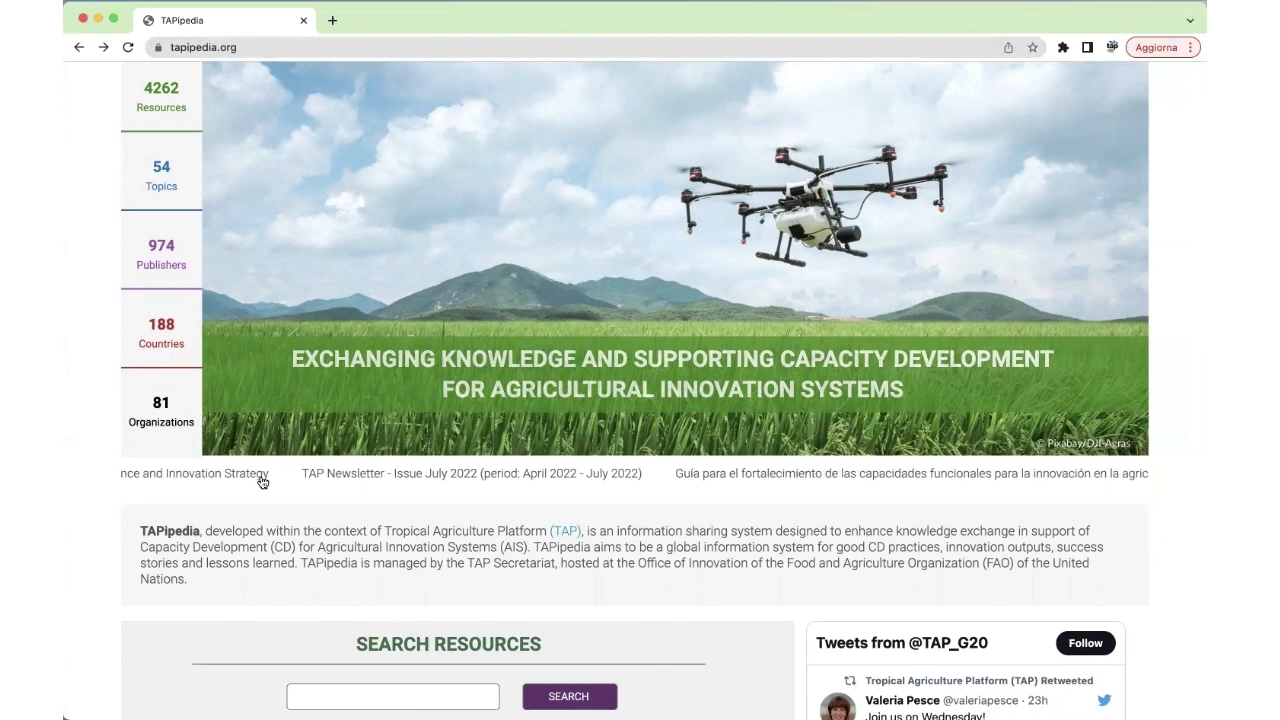 TAPipedia
tapipedia.org
Aggiorna
4262
Resources
54
Topics
974
Publishers
188
Countries
81
Organizations
EXCHANGING KNOWLEDGE AND SUPPORTING CAPACITY DEVELOPMENT
FOR AGRICULTURAL INNOVATION SYSTEMS
© Pixabay/DJI-Agras
nce and Innovation Strategy TAP Newsletter - Issue July 2022 (period: April 2022 - July 2022) Guía para el fortalecimiento de las capacidades funcionales para la innovación en la agric
TAPipedia, developed within the context of Tropical Agriculture Platform (TAP), is an information sharing system designed to enhance knowledge exchange in support of
Capacity Development (CD) for Agricultural Innovation Systems (AIS). TAPipedia aims to be a global information system for good CD practices, innovation outputs, success
stories and lessons learned. TAPipedia is managed by the TAP Secretariat, hosted at the Office of Innovation of the Food and Agriculture Organization (FAO) of the United
Nations.
SEARCH RESOURCES
SEARCH
Tweets from @TAP_G20
Follow
Tropical Agriculture Platform (TAP) Retweeted
Valeria Pesce @valeriapesce · 23h
Join us on Wednesday!